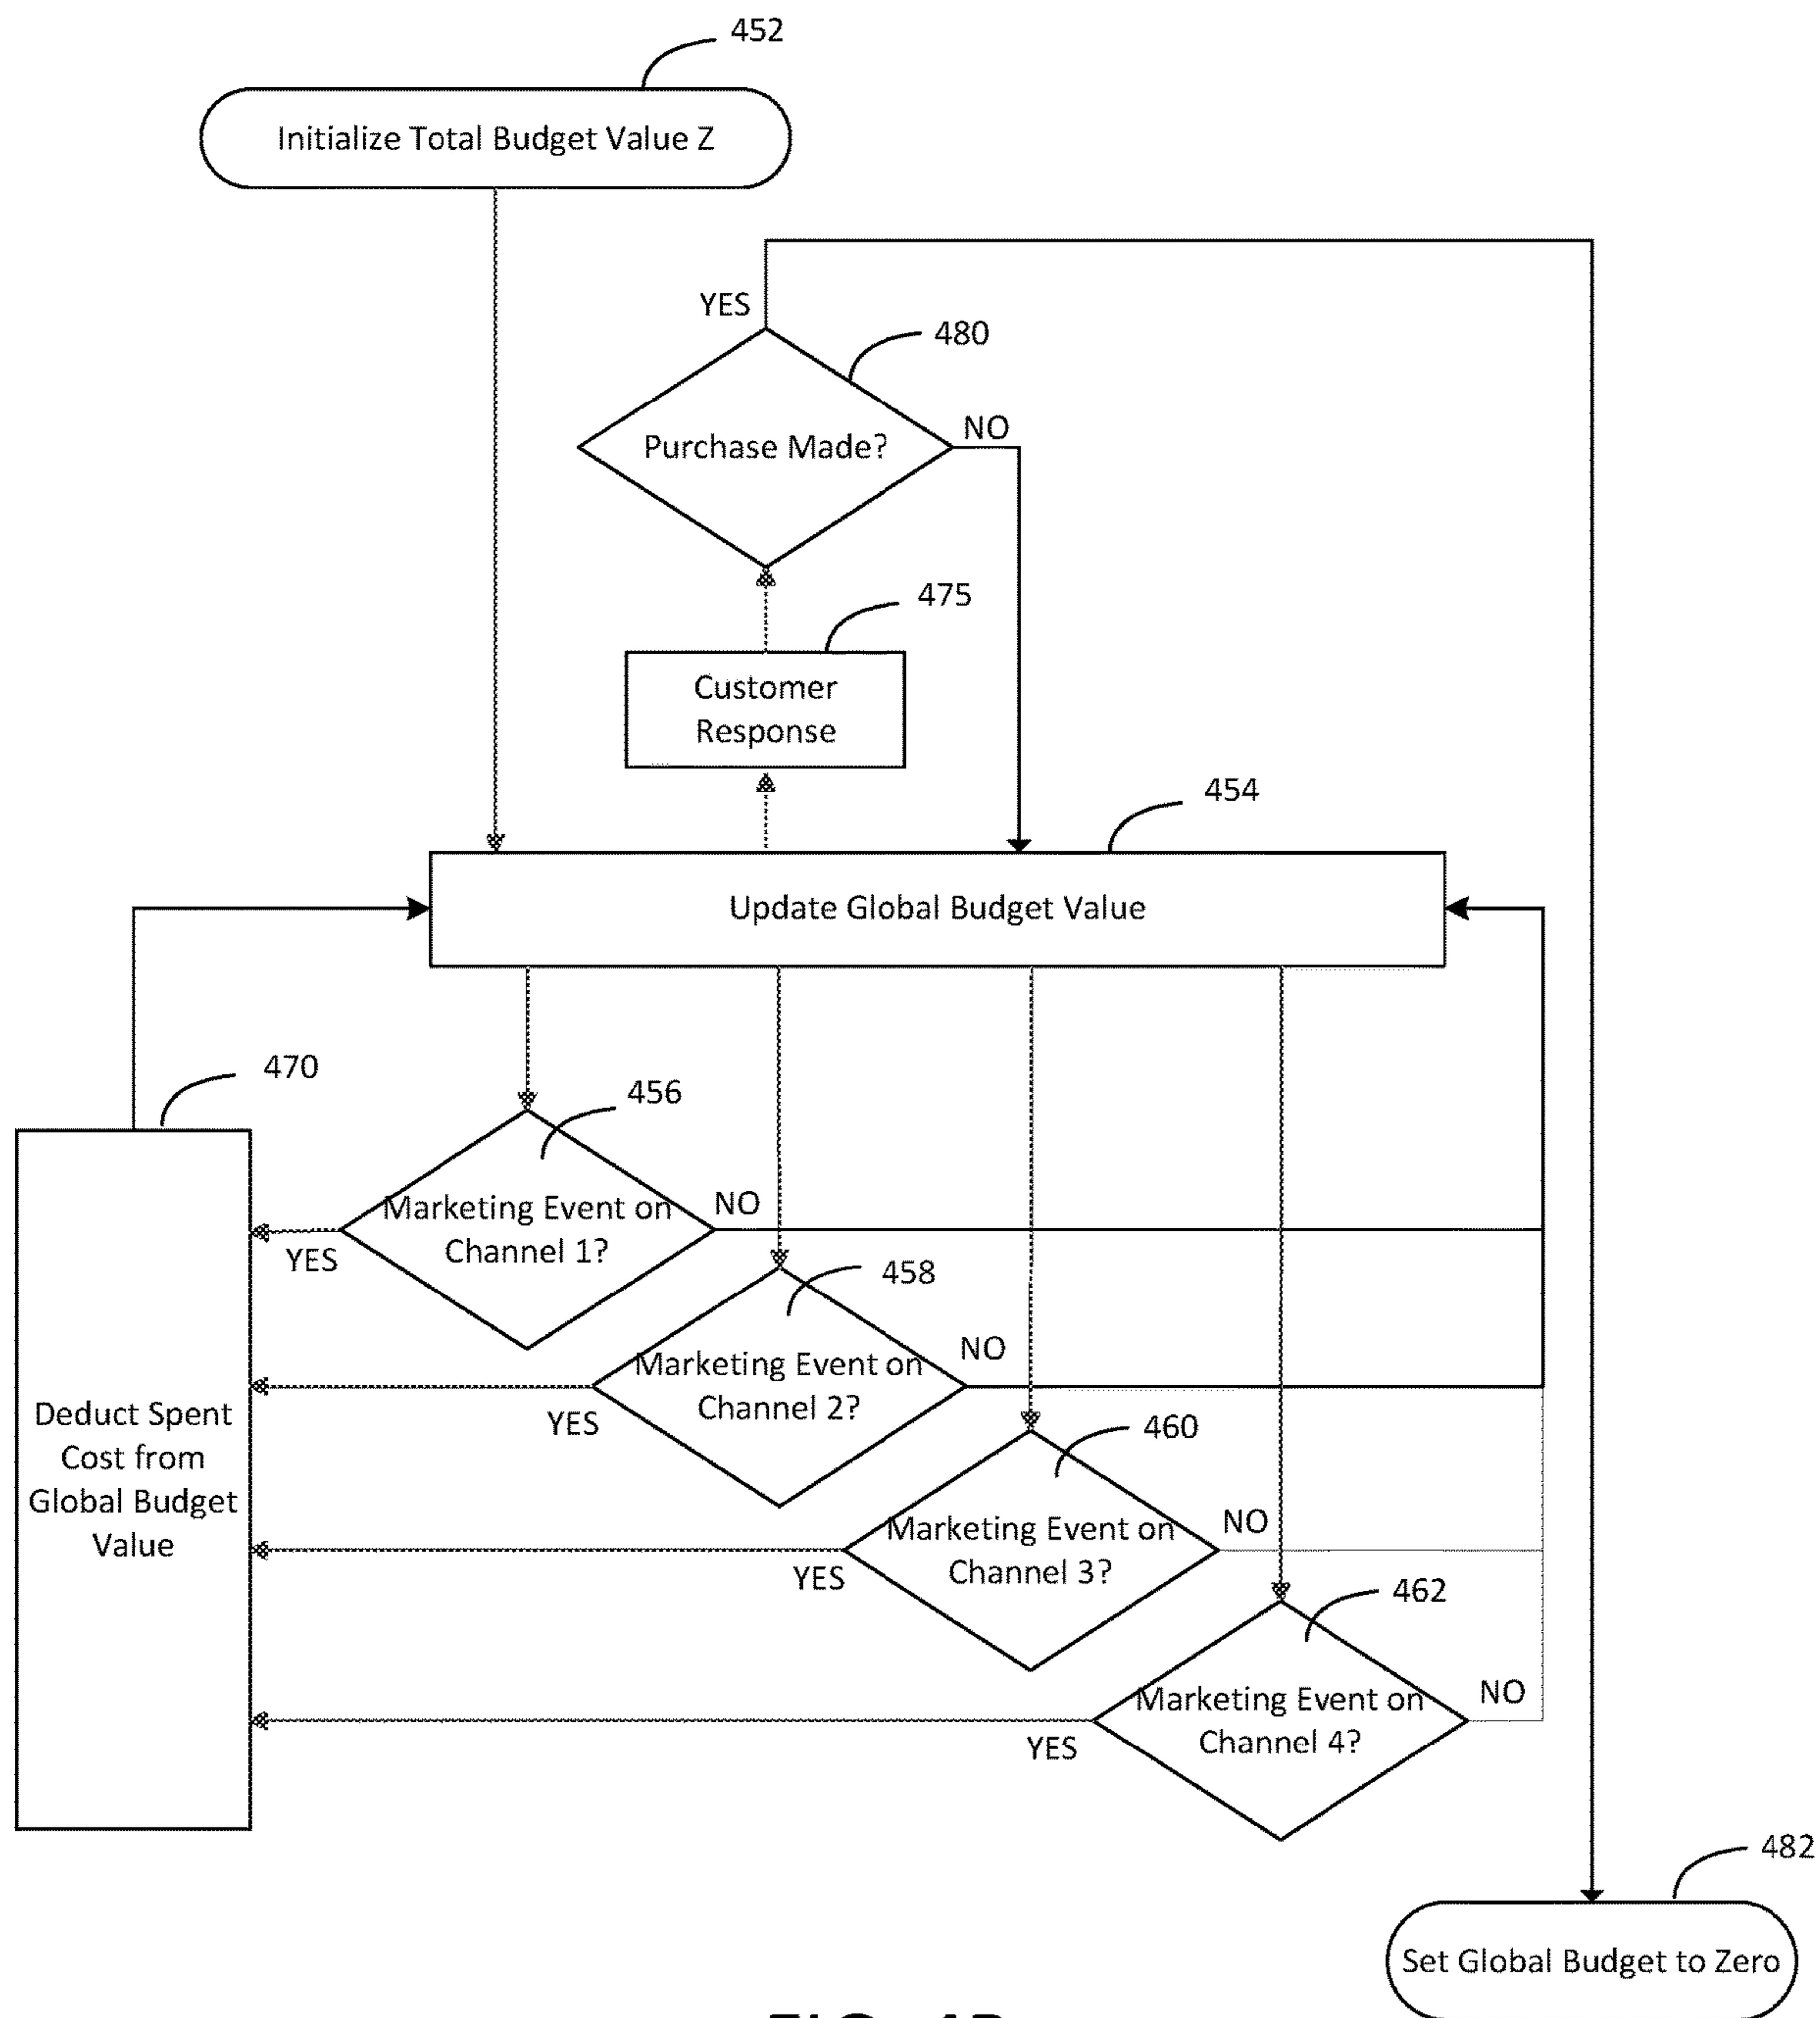 452
Initialize Total Budget Value Z
YES
480
Purchase Made?
NO
475
Customer
Response
454
Update Global Budget Value
470
456
Marketing Event on
Channel 1?
NO
YES
458
Marketing Event on
Channel 2?
NO
YES
460
Marketing Event on
Channel 3?
NO
YES
462
Marketing Event on
Channel 4?
NO
YES
Deduct Spent
Cost from
Global Budget
Value
482
Set Global Budget to Zero